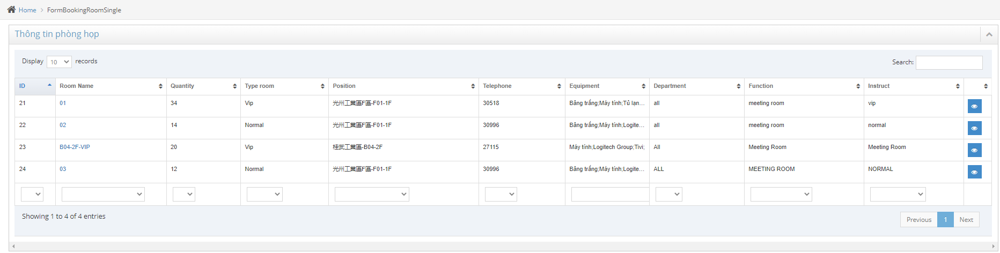 Home > FormBookingRoomSingle
Thông tin phòng họp
Display 10 records Search:
ID Room Name Quantity Type room Position Telephone Equipment Department Function Instruct
21 01 34 Vip 光州工業區F區-F01-1F 30518 Bảng trắng;Máy tính;Tủ lạn... all meeting room vip
22 02 14 Normal 光州工業區F區-F01-1F 30996 Bảng trắng;Máy tính;Logite... all meeting room normal
23 B04-2F-VIP 20 Vip 桂武工業區-B04-2F 27115 Máy tính;Logitech Group;Tivi; All Meeting Room Meeting Room
24 03 12 Normal 光州工業區F區-F01-1F 30996 Bảng trắng;Máy tính;Logite... ALL MEETING ROOM NORMAL
Showing 1 to 4 of 4 entries Previous 1 Next